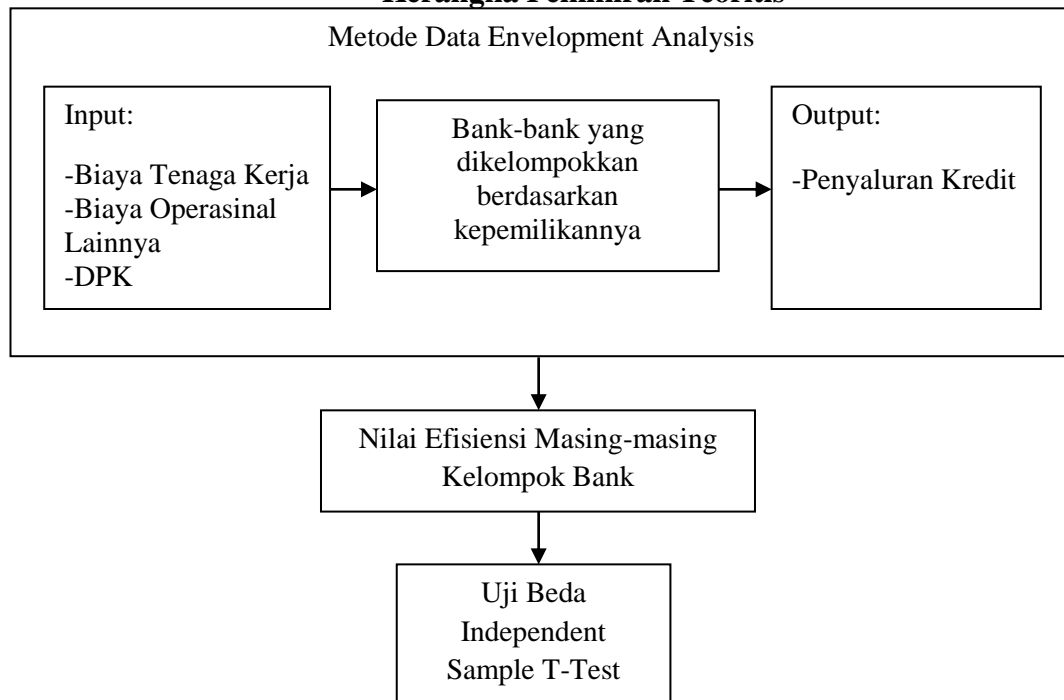 Kerangka Pemikiran Teoritis
Metode Data Envelopment Analysis
Input:
-Biaya Tenaga Kerja
-Biaya Operasinal
Lainnya
-DPK
Bank-bank yang
dikelompokkan
berdasarkan
kepemilikannya
Output:
-Penyaluran Kredit
Nilai Efisiensi Masing-masing
Kelompok Bank
Uji Beda
Independent
Sample T-Test